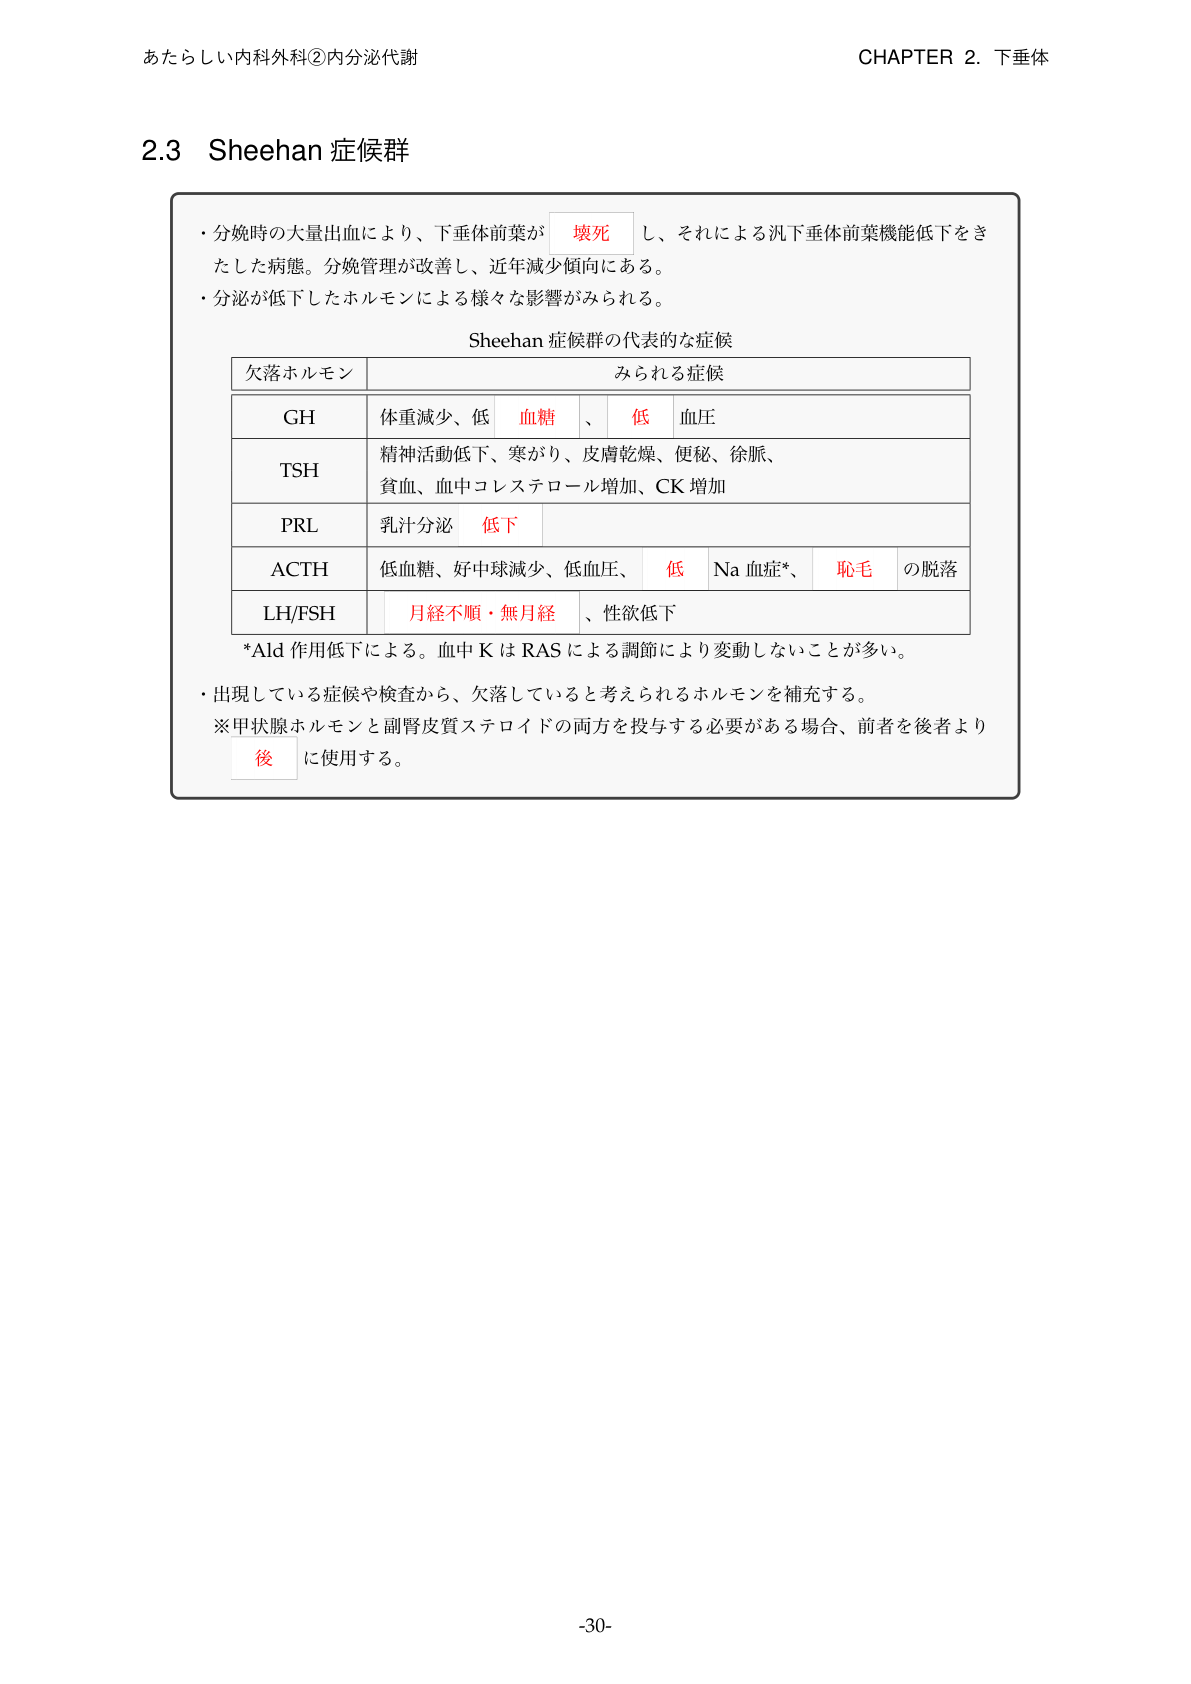 あたらしい内科外科②内分泌代謝
CHAPTER 2. 下垂体
2.3 Sheehan 症候群
・分娩時の大量出血により、下垂体前葉が 壊死 し、それによる汎下垂体前葉機能低下をき
たした病態。分娩管理が改善し、近年減少傾向にある。
・分泌が低下したホルモンによる様々な影響がみられる。
Sheehan 症候群の代表的な症候
欠落ホルモン みられる症候
GH 体重減少、低 血糖 、 低 血圧
TSH 精神活動低下、寒がり、皮膚乾燥、便秘、徐脈、
貧血、血中コレステロール増加、CK 増加
PRL 乳汁分泌 低下
ACTH 低血糖、好中球減少、低血圧、 低 Na 血症*、 恥毛 の脱落
LH/FSH 月経不順・無月経 、性欲低下
*Ald 作用低下による。血中 K は RAS による調節により変動しないことが多い。
・出現している症候や検査から、欠落していると考えられるホルモンを補充する。
※甲状腺ホルモンと副腎皮質ステロイドの両方を投与する必要がある場合、前者を後者より
後 に使用する。
-30-